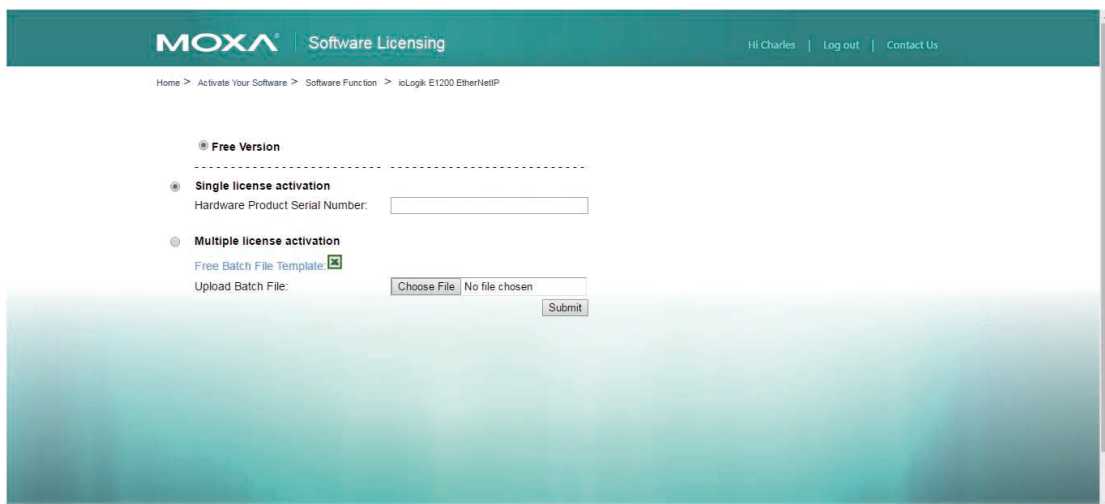 MOXA® Software Licensing
Hi Charles | Log out | Contact Us
Home > Activate Your Software > Software Function > ioLogik E1200 EtherNetIP
Free Version
Single license activation
Hardware Product Serial Number:
Multiple license activation
Free Batch File Template:
Upload Batch File: Choose File No file chosen
Submit